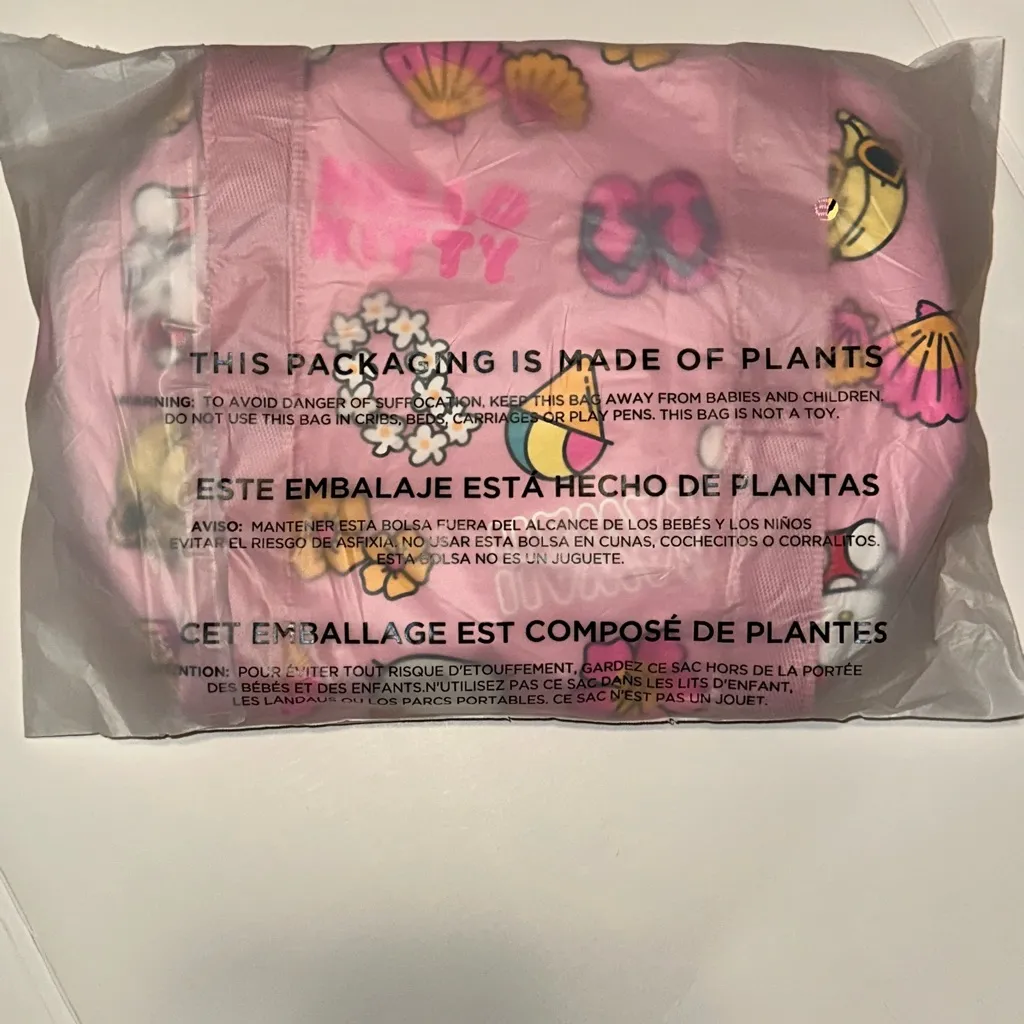 HELLO
KITTY
THIS PACKAGING IS MADE OF PLANTS
WARNING: TO AVOID DANGER OF SUFFOCATION, KEEP THIS BAG AWAY FROM BABIES AND CHILDREN.
DO NOT USE THIS BAG IN CRIBS, BEDS, CARRIAGES OR PLAY PENS. THIS BAG IS NOT A TOY.
ESTE EMBALAJE ESTÁ HECHO DE PLANTAS
AVISO: MANTENER ESTA BOLSA FUERA DEL ALCANCE DE LOS BEBÉS Y LOS NIÑOS
EVITAR EL RIESGO DE ASFIXIA, NO USAR ESTA BOLSA EN CUNAS, COCHECITOS O CORRALITOS.
ESTA BOLSA NO ES UN JUGUETE.
CET EMBALLAGE EST COMPOSÉ DE PLANTES
NTION: POUR ÉVITER TOUT RISQUE D'ETOUFFEMENT, GARDEZ CE SAC HORS DE LA PORTÉE
DES BÉBÉS ET DES ENFANTS.N'UTILISEZ PAS CE SAC DANS LES LITS D'ENFANT,
LES LANDAUS OU LOS PARCS PORTABLES. CE SAC N'EST PAS UN JOUET.